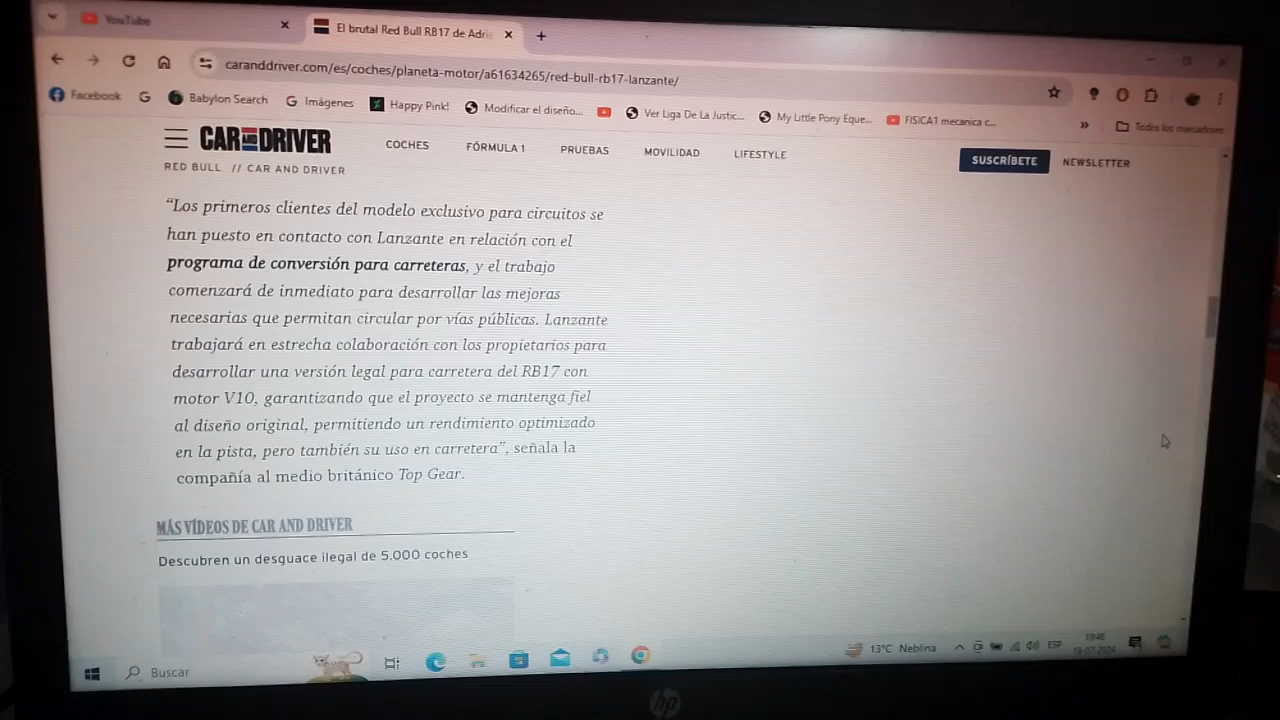 YouTube
El brutal Red Bull RB17 de Adri
caranddriver.com/es/coches/planeta-motor/a61634265/red-bull-rb17-lanzante/
Facebook
Babylon Search
Imágenes
Happy Pink!
Modificar el diseño...
Ver Liga De La Justic...
My Little Pony Eque...
FISICA1 mecanica c...
»
Todos los marcadores
CAR AND DRIVER
COCHES
FÓRMULA 1
PRUEBAS
MOVILIDAD
LIFESTYLE
SUSCRÍBETE
NEWSLETTER
RED BULL // CAR AND DRIVER
“Los primeros clientes del modelo exclusivo para circuitos se
han puesto en contacto con Lanzante en relación con el
programa de conversión para carreteras, y el trabajo
comenzará de inmediato para desarrollar las mejoras
necesarias que permitan circular por vías públicas. Lanzante
trabajará en estrecha colaboración con los propietarios para
desarrollar una versión legal para carretera del RB17 con
motor V10, garantizando que el proyecto se mantenga fiel
al diseño original, permitiendo un rendimiento optimizado
en la pista, pero también su uso en carretera”, señala la
compañía al medio británico Top Gear.
MÁS VÍDEOS DE CAR AND DRIVER
Descubren un desguace ilegal de 5.000 coches
Buscar
13°C Neblina
ESP
19:46
18-07-2024
hp